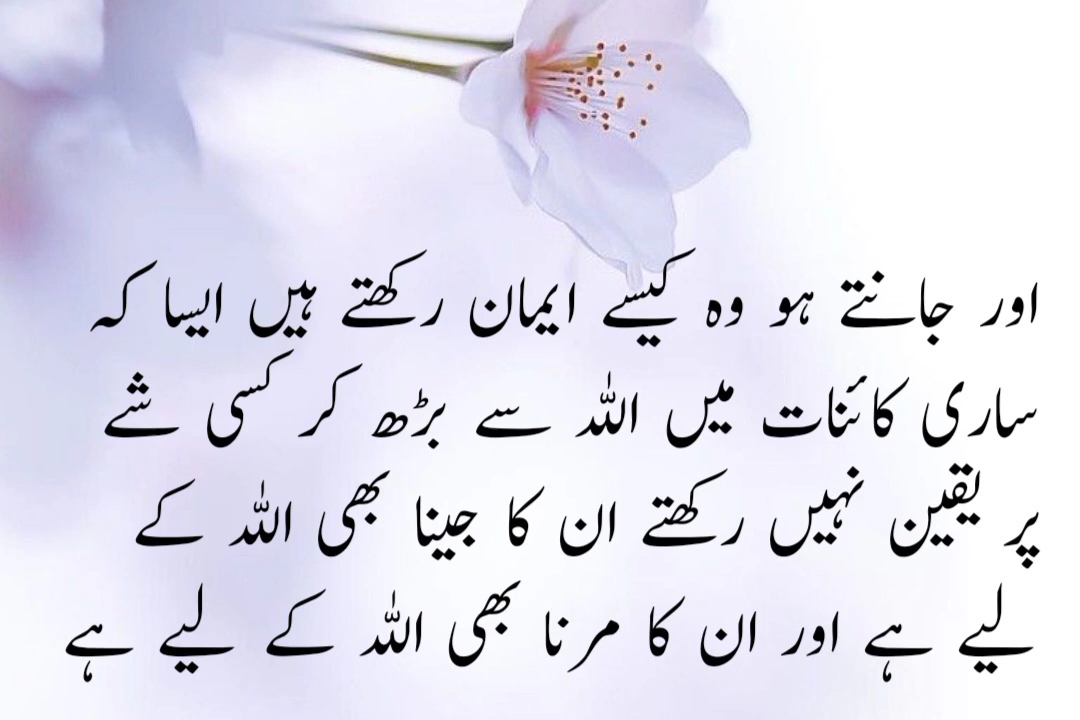 اور جانتے ہو وہ کیسے ایمان رکھتے ہیں ایسا کہ
ساری کائنات میں اللہ سے بڑھ کر کسی شے
پر یقین نہیں رکھتے ان کا جینا بھی اللہ کے
لیے ہے اور ان کا مرنا بھی اللہ کے لیے ہے